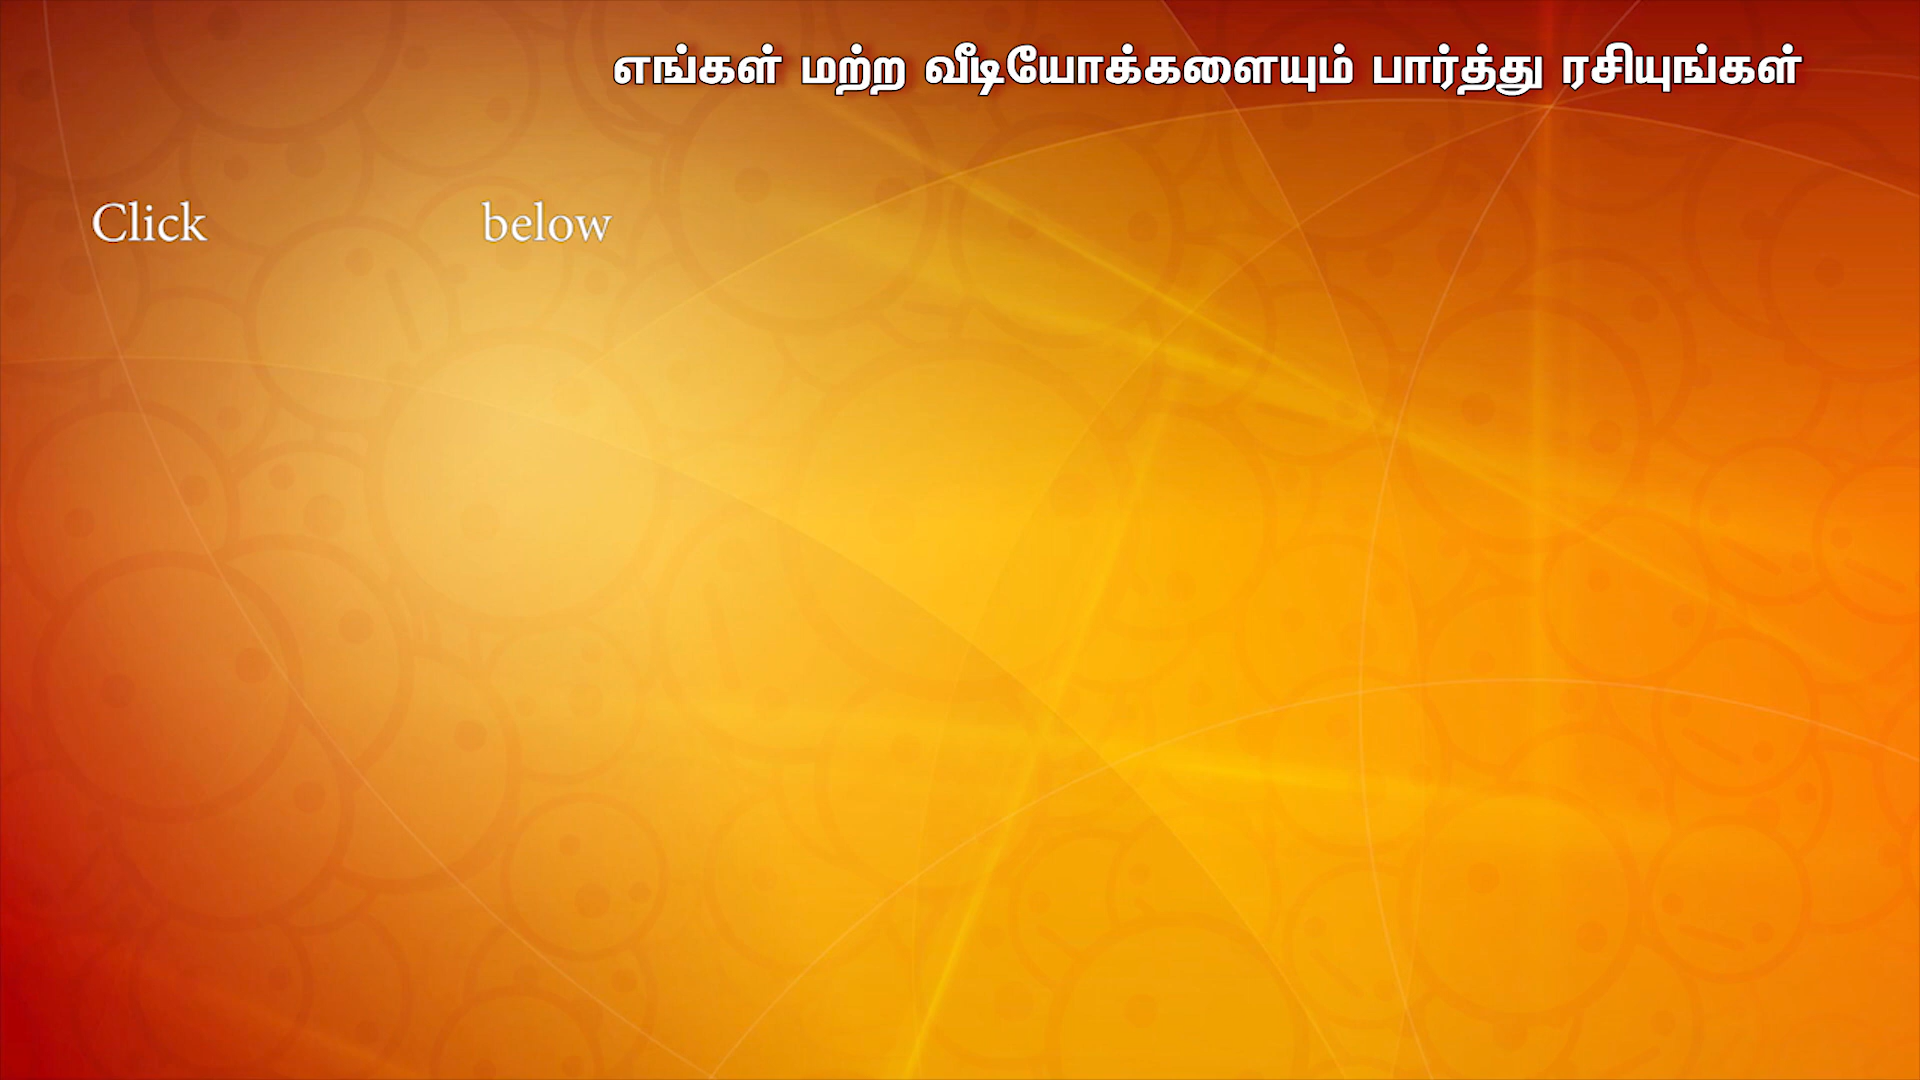 எங்கள் மற்ற வீடியோக்களையும் பார்த்து ரசியுங்கள்
Click below